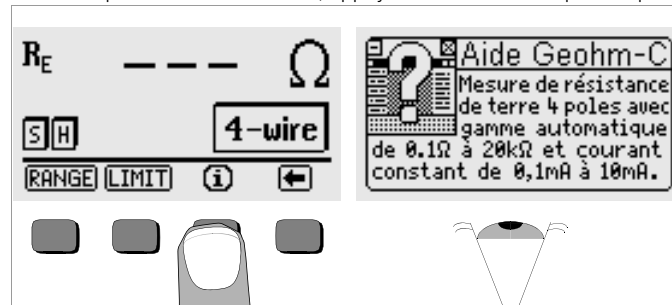 RE — — — Ω
S H 4-wire
RANGE LIMIT i ←
Aide Geohm-C
?
Mesure de résistance
de terre 4 poles avec
gamme automatique
de 0.1Ω à 20kΩ et courant
constant de 0,1mA à 10mA.